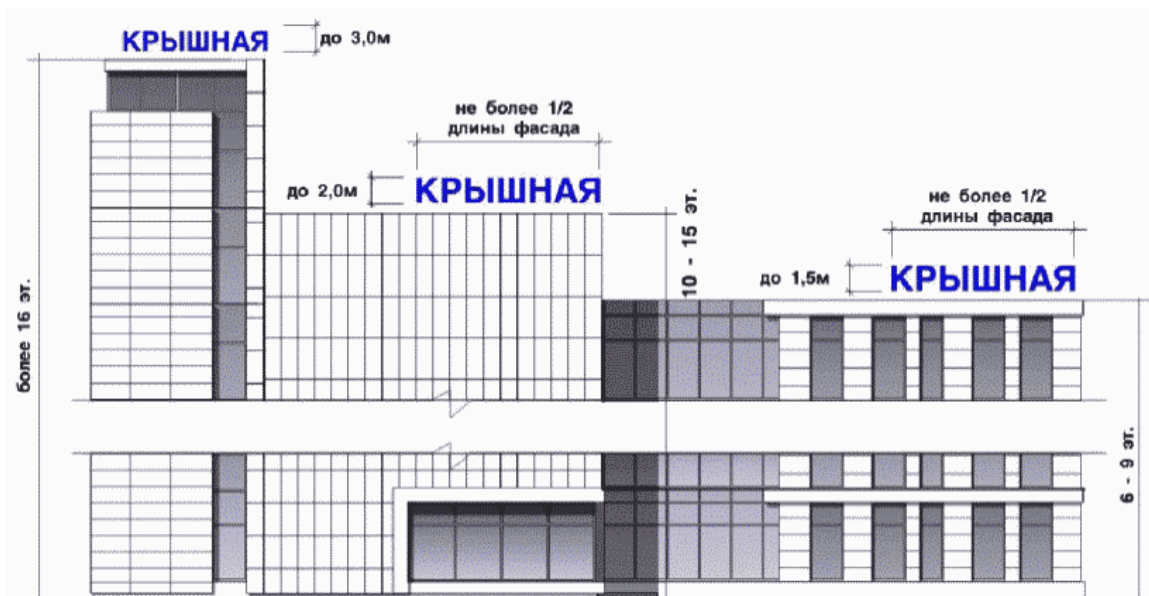 КРЫШНАЯ
до 3,0м
не более 1/2
длины фасада
до 2,0м
КРЫШНАЯ
10 - 15 эт.
не более 1/2
длины фасада
до 1,5м
КРЫШНАЯ
более 16 эт.
6 - 9 эт.